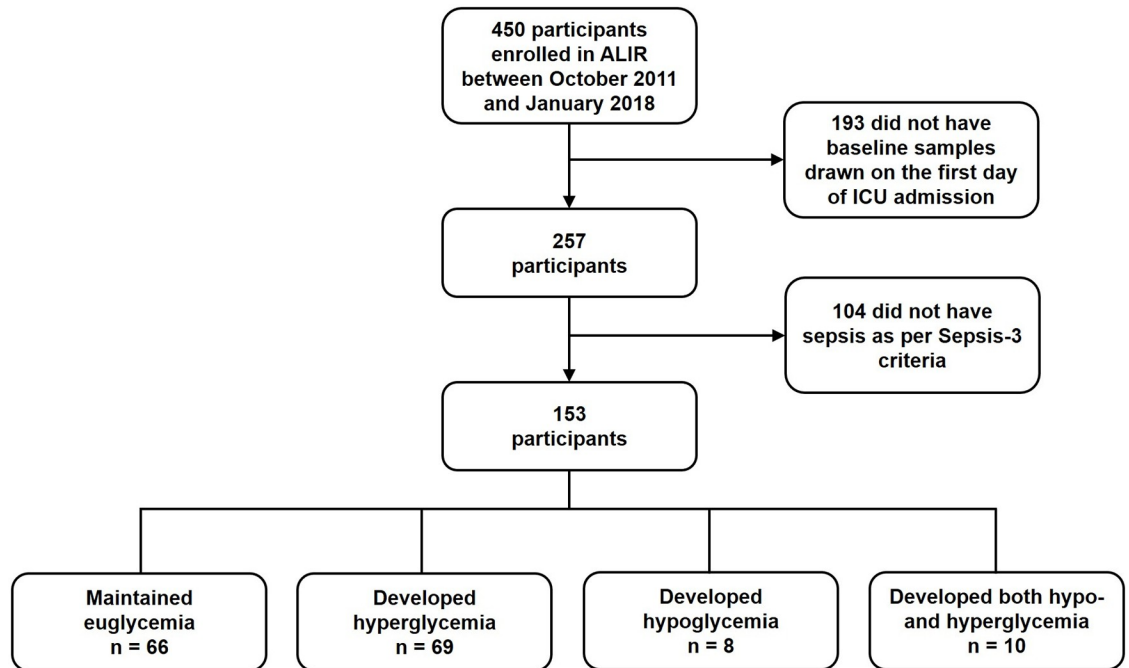 450 participants
enrolled in ALIR
between October 2011
and January 2018
193 did not have
baseline samples
drawn on the first day
of ICU admission
257
participants
104 did not have
sepsis as per Sepsis-3
criteria
153
participants
Maintained
euglycemia
n = 66
Developed
hyperglycemia
n = 69
Developed
hypoglycemia
n = 8
Developed both hypo-
and hyperglycemia
n = 10